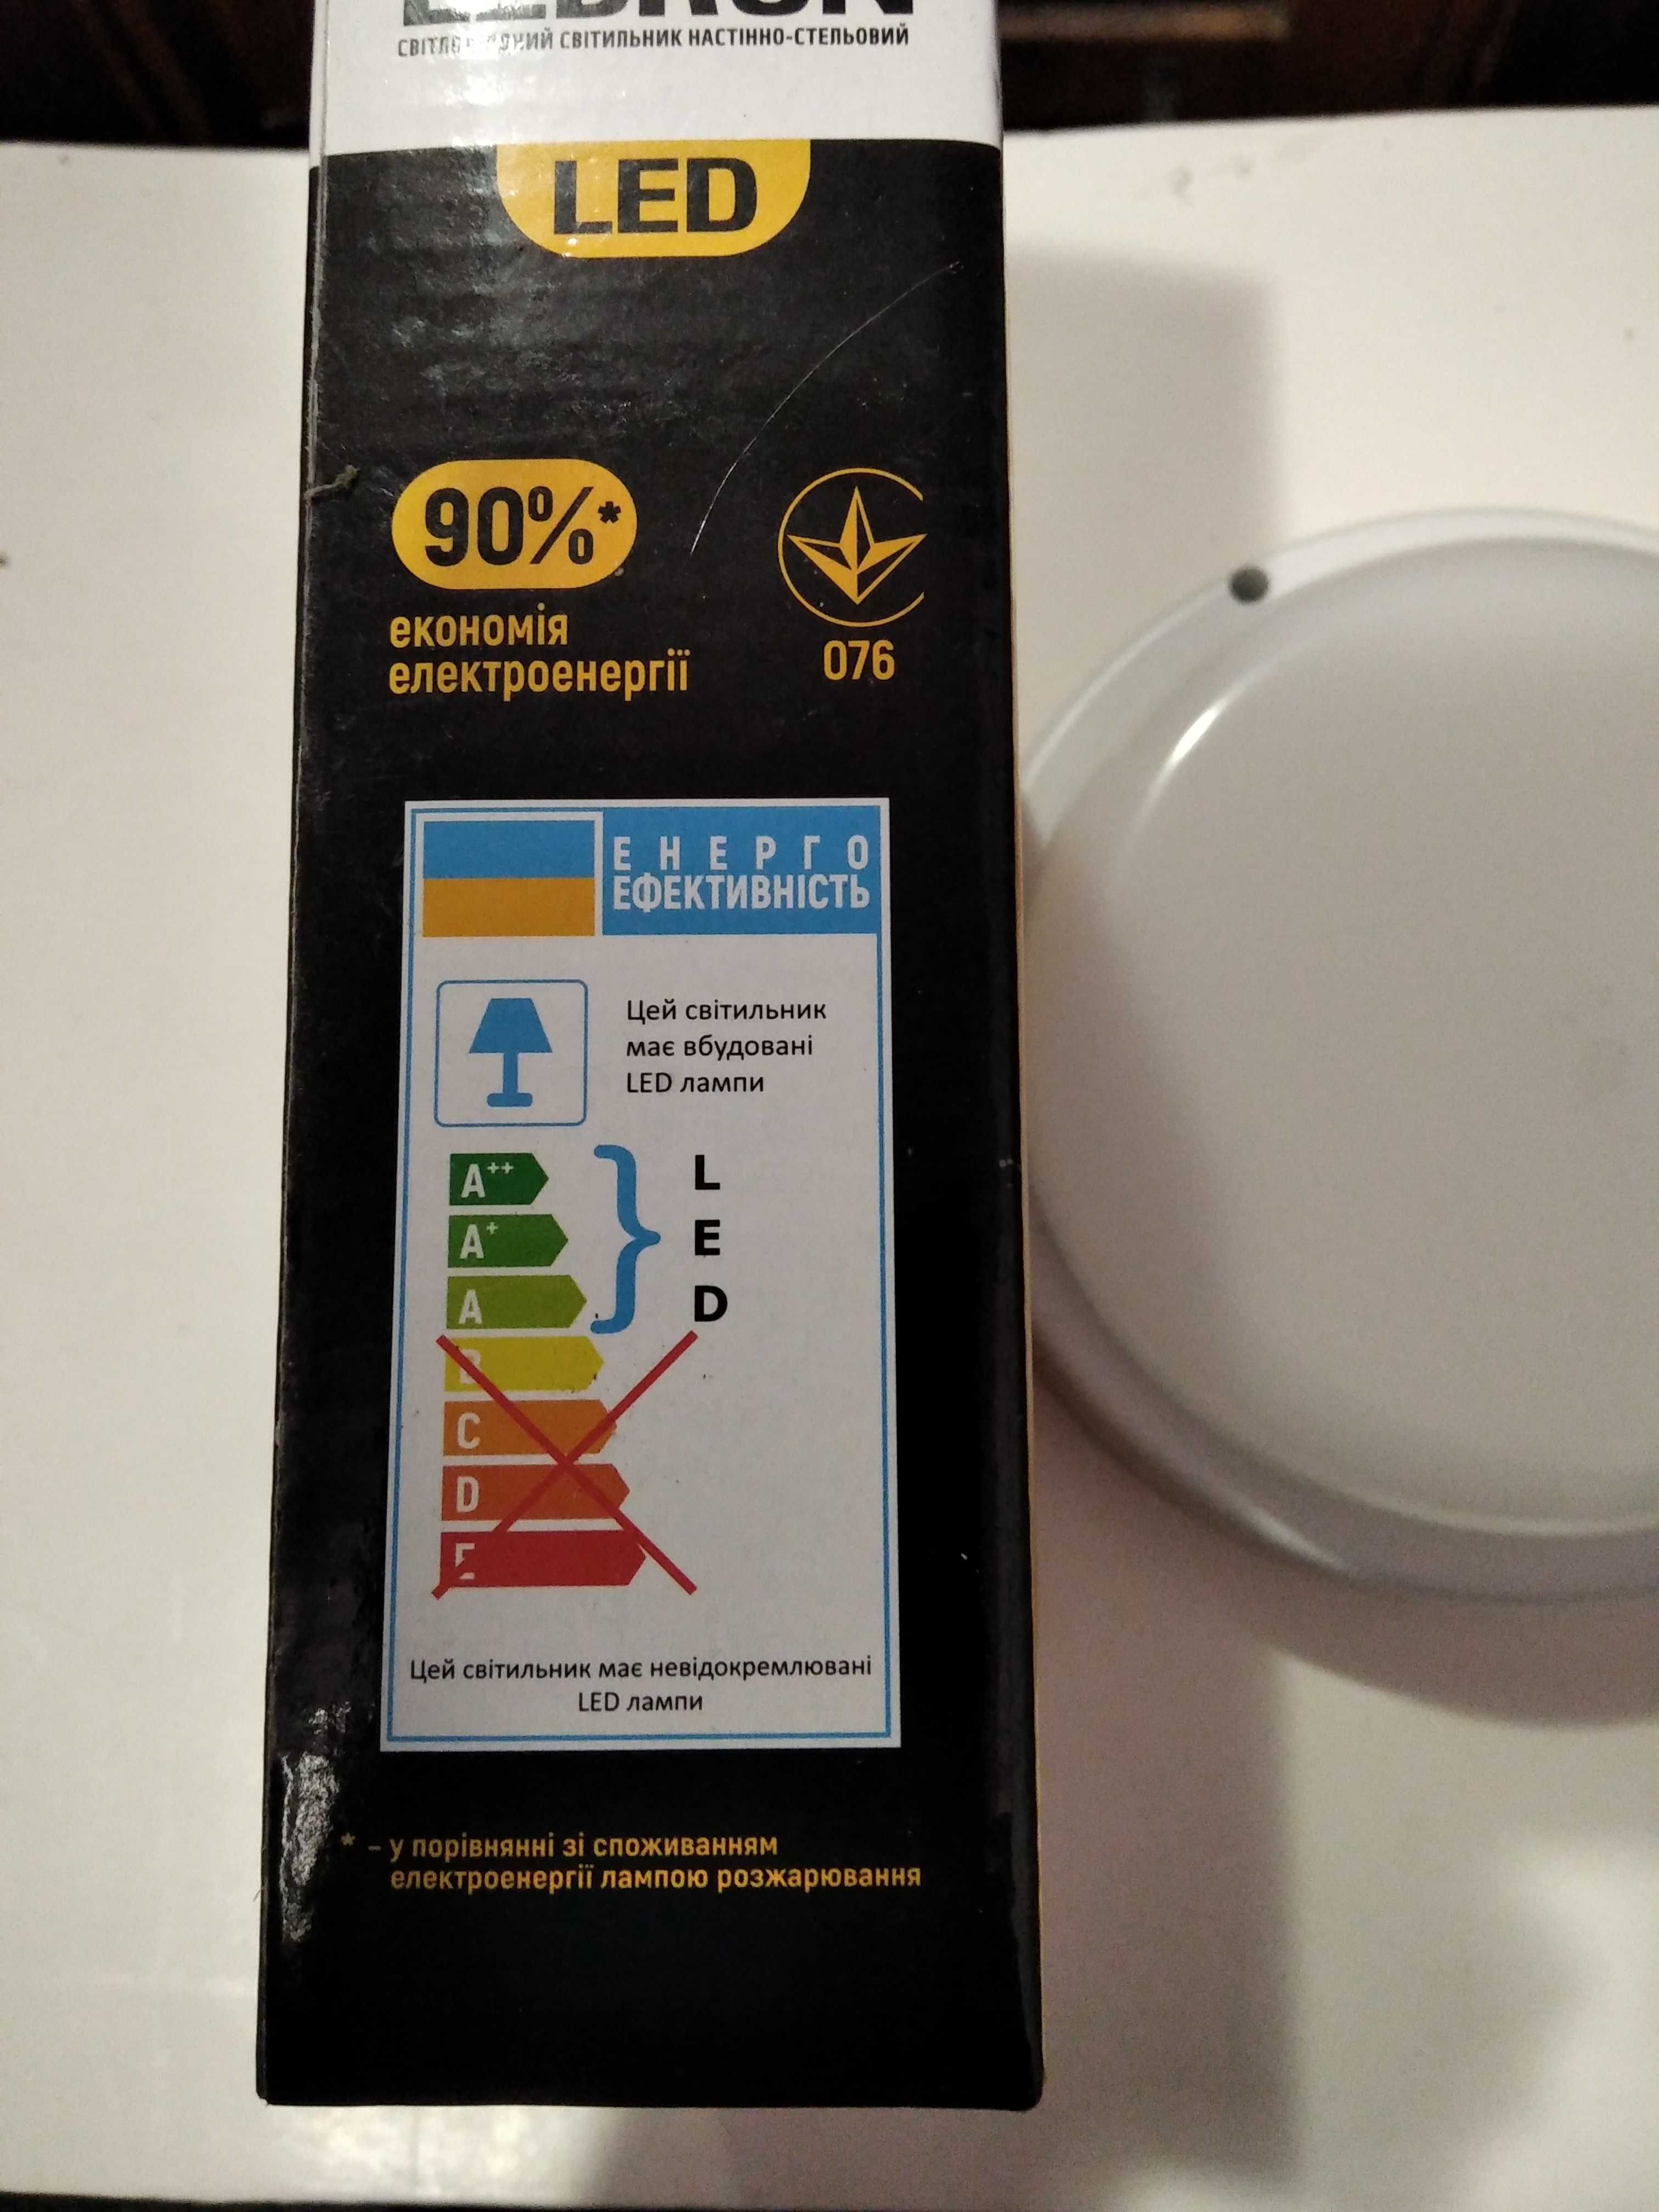 LEDRON
СВІТЛОДІОДНИЙ СВІТИЛЬНИК НАСТІННО-СТЕЛЬОВИЙ
LED
90%*
економія
електроенергії
076
ЕНЕРГО
ЕФЕКТИВНІСТЬ
Цей світильник
має вбудовані
LED лампи
A++
A+
A
B
C
D
E
L
E
D
Цей світильник має невідокремлювані
LED лампи
* – у порівнянні зі споживанням
електроенергії лампою розжарювання